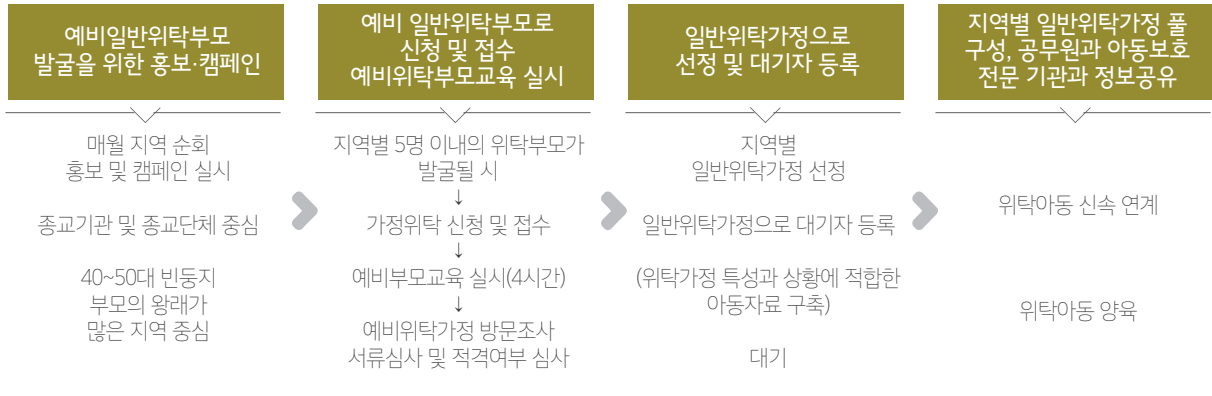 예비일반위탁부모
발굴을 위한 홍보·캠페인
매월 지역 순회
홍보 및 캠페인 실시
종교기관 및 종교단체 중심
40~50대 빈둥지
부모의 왕래가
많은 지역 중심
예비 일반위탁부모로
신청 및 접수
예비위탁부모교육 실시
지역별 5명 이내의 위탁부모가
발굴될 시
↓
가정위탁 신청 및 접수
↓
예비부모교육 실시(4시간)
↓
예비위탁가정 방문조사
서류심사 및 적격여부 심사
일반위탁가정으로
선정 및 대기자 등록
지역별
일반위탁가정 선정
일반위탁가정으로 대기자 등록
(위탁가정 특성과 상황에 적합한
아동자료 구축)
대기
지역별 일반위탁가정 풀
구성, 공무원과 아동보호
전문 기관과 정보공유
위탁아동 신속 연계
위탁아동 양육